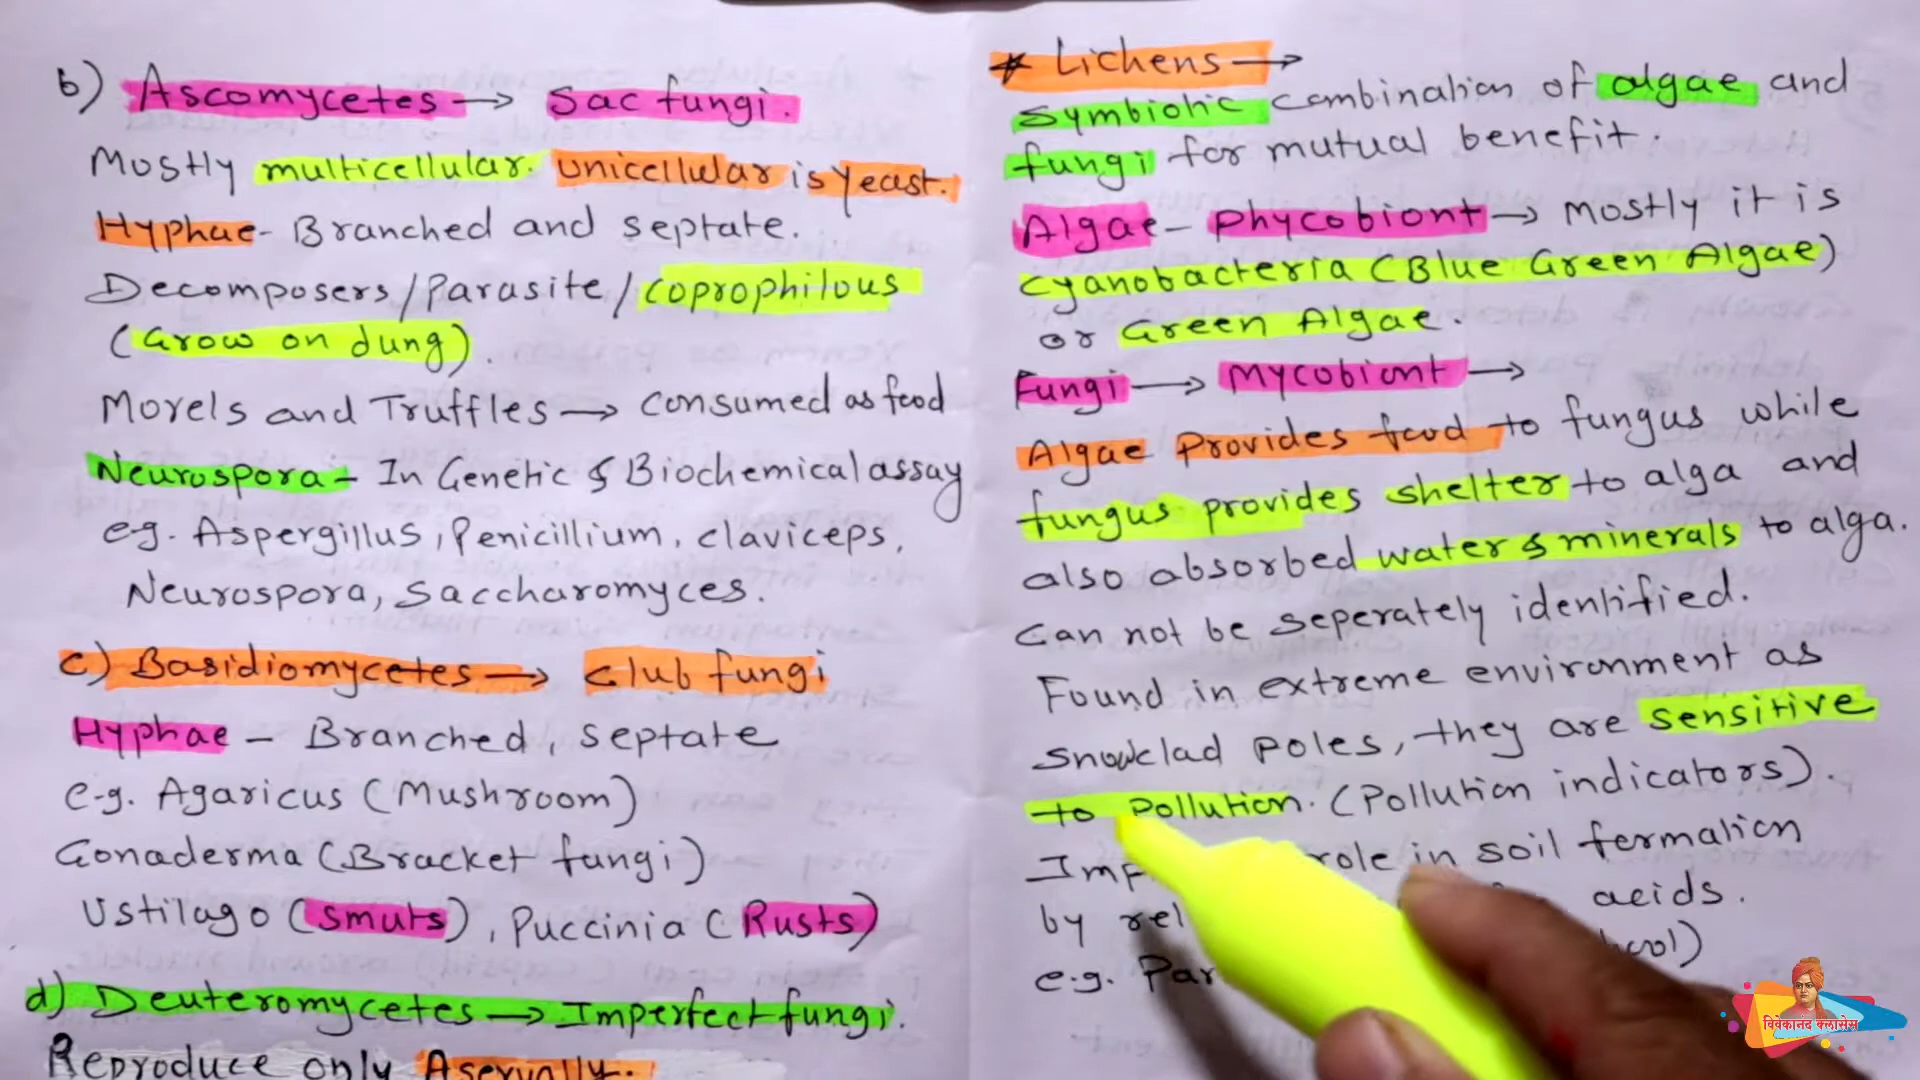 b) Ascomycetes → Sac fungi.
Mostly multicellular. Unicellular is Yeast.
Hyphae - Branched and septate.
Decomposers/Parasite/coprophilous
(Grow on dung).
Morels and Truffles → Consumed as food
Neurospora - In Genetic & Biochemical assay
e.g. Aspergillus, Penicillium, claviceps,
Neurospora, Saccharomyces.
c) Basidiomycetes → Club fungi
Hyphae - Branched, septate
e.g. Agaricus (Mushroom)
Gonaderma (Bracket fungi)
Ustilago (smuts), Puccinia (Rusts)
d) Deuteromycetes → Imperfect fungi.
Reproduce only Asexually.
* Lichens →
Symbiotic combination of algae and
fungi for mutual benefit.
Algae - Phycobiont → Mostly it is
cyanobacteria (Blue Green Algae)
or Green Algae.
Fungi → Mycobiont →
Algae provides food to fungus while
fungus provides shelter to alga and
also absorbed water & minerals to alga.
Can not be seperately identified.
Found in extreme environment as
snowclad poles, they are sensitive
to Pollution. (Pollution indicators).
role in soil formation
by acids.
e.g.
विवेकानंद क्लासेस